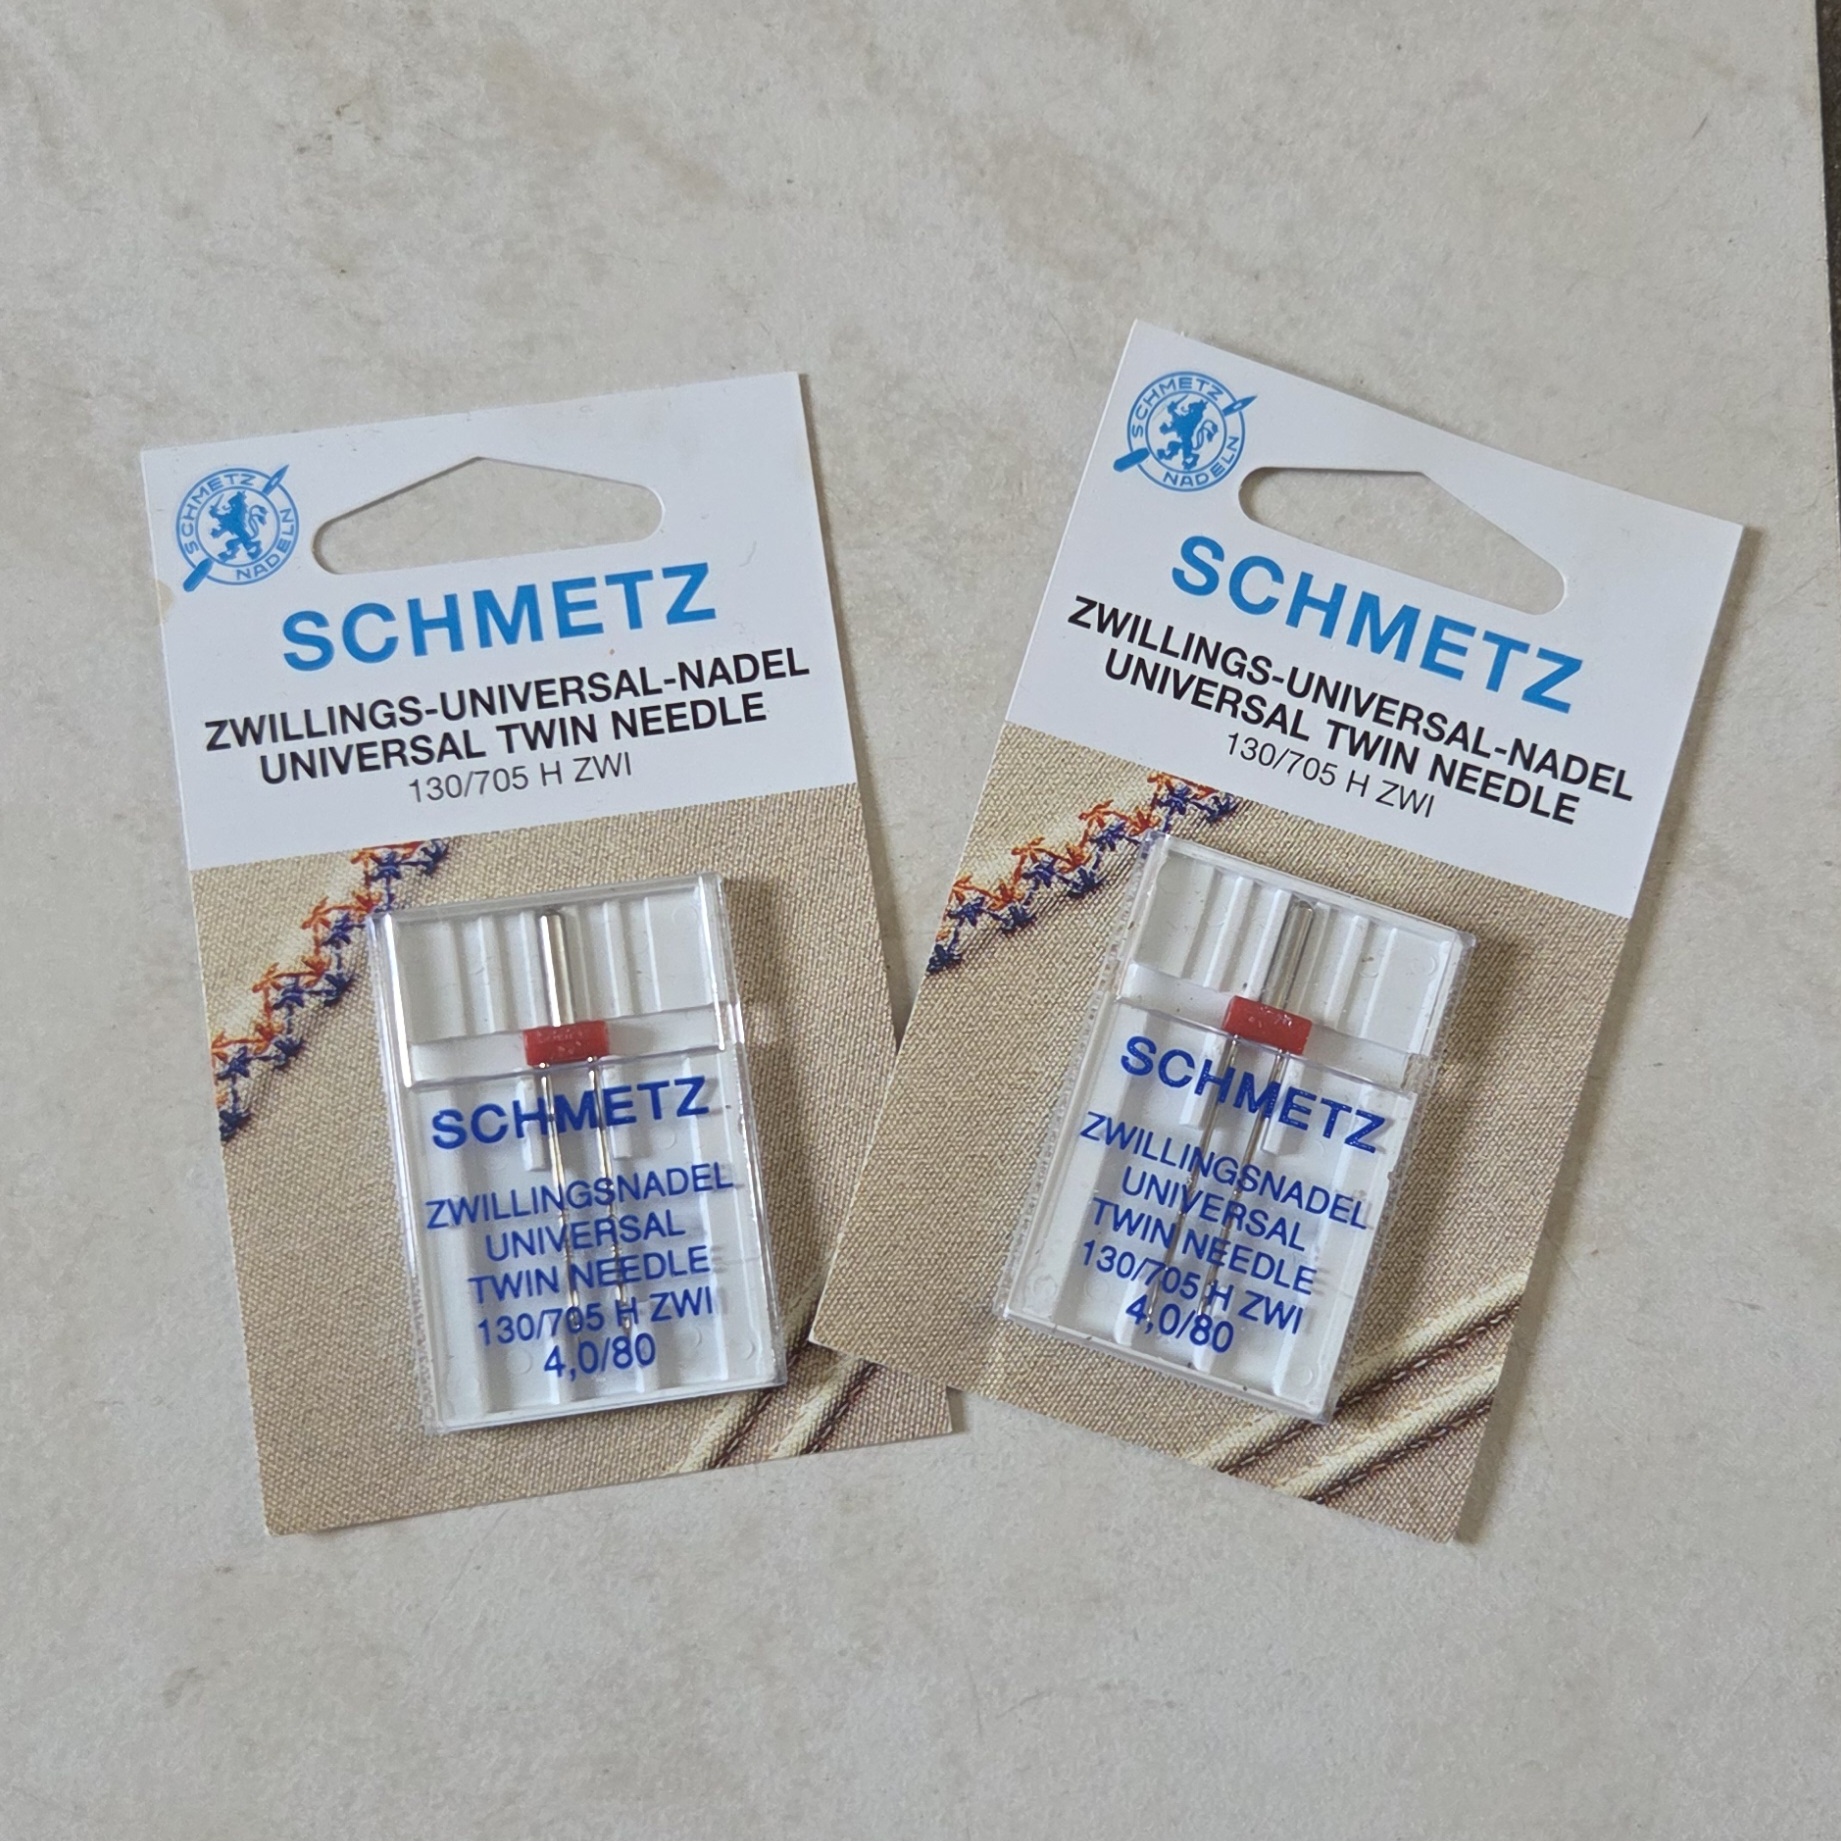 SCHMETZ
NADELN
SCHMETZ
ZWILLINGS-UNIVERSAL-NADEL
UNIVERSAL TWIN NEEDLE
130/705 H ZWI
SCHMETZ
ZWILLINGSNADEL
UNIVERSAL
TWIN NEEDLE
130/705 H ZWI
4,0/80
SCHMETZ
NADELN
SCHMETZ
ZWILLINGS-UNIVERSAL-NADEL
UNIVERSAL TWIN NEEDLE
130/705 H ZWI
SCHMETZ
ZWILLINGSNADEL
UNIVERSAL
TWIN NEEDLE
130/705 H ZWI
4,0/80